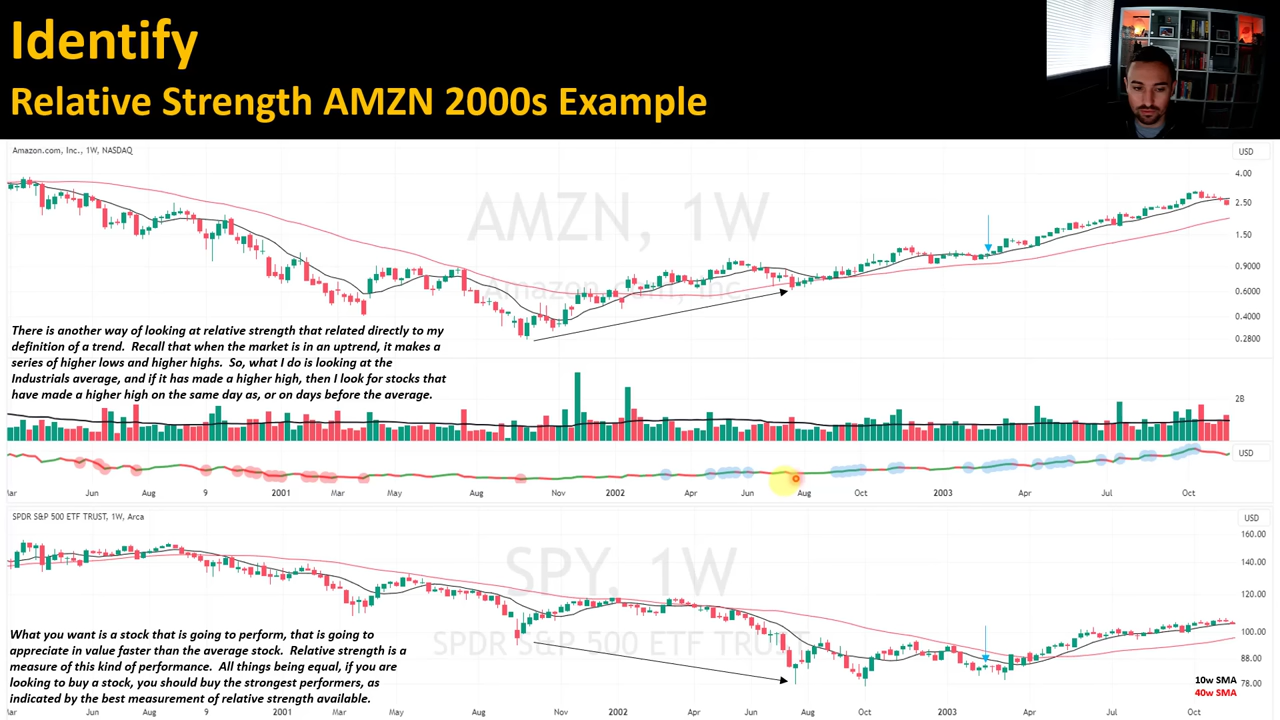 Identify
Relative Strength AMZN 2000s Example
Amazon.com, Inc., 1W, NASDAQ
USD
AMZN, 1W
Amazon.com, Inc.
4.00
2.50
1.50
0.9000
0.6000
0.4000
0.2800
There is another way of looking at relative strength that related directly to my
definition of a trend. Recall that when the market is in an uptrend, it makes a
series of higher lows and higher highs. So, what I do is looking at the
Industrials average, and if it has made a higher high, then I look for stocks that
have made a higher high on the same day as, or on days before the average.
2B
USD
Mar Jun Aug 9 2001 Mar May Aug Nov 2002 Apr Jun Aug Oct 2003 Apr Jul Oct
SPDR S&P 500 ETF TRUST, 1W, Arca
USD
SPY, 1W
SPDR S&P 500 ETF TRUST
160.00
140.00
120.00
100.00
88.00
78.00
What you want is a stock that is going to perform, that is going to
appreciate in value faster than the average stock. Relative strength is a
measure of this kind of performance. All things being equal, if you are
looking to buy a stock, you should buy the strongest performers, as
indicated by the best measurement of relative strength available.
10w SMA
40w SMA
Mar Jun Aug 9 2001 Mar May Aug Oct 2002 Apr Jun Aug Oct 2003 Apr Jul Oct